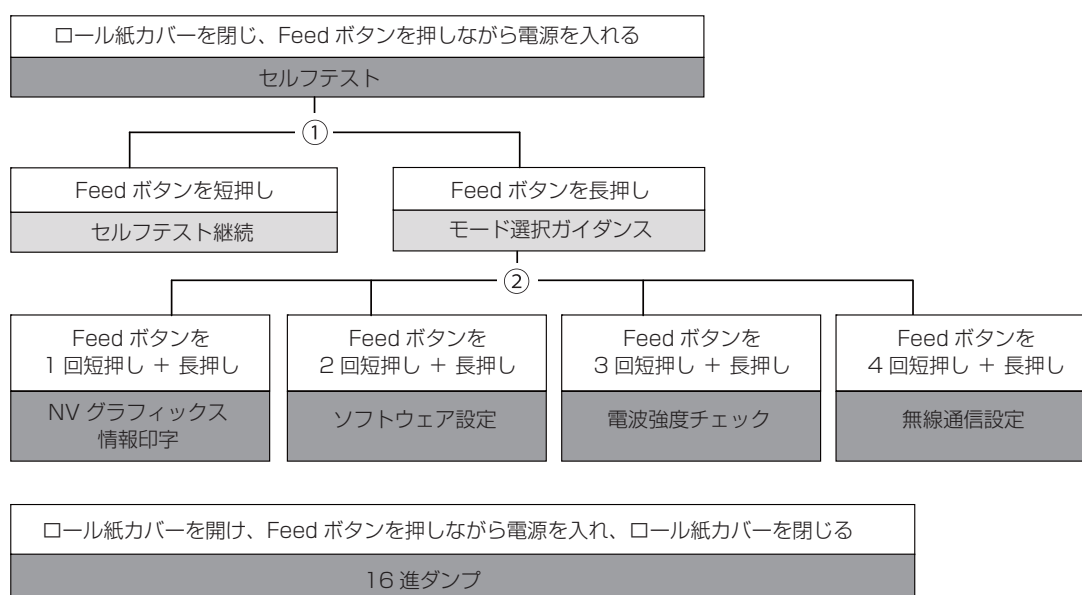 ロール紙カバーを閉じ、Feed ボタンを押しながら電源を入れる
セルフテスト
①
Feed ボタンを短押し
Feed ボタンを長押し
セルフテスト継続
モード選択ガイダンス
②
Feed ボタンを
1 回短押し + 長押し
Feed ボタンを
2 回短押し + 長押し
Feed ボタンを
3 回短押し + 長押し
Feed ボタンを
4 回短押し + 長押し
NV グラフィックス
情報印字
ソフトウェア設定
電波強度チェック
無線通信設定
ロール紙カバーを開け、Feed ボタンを押しながら電源を入れ、ロール紙カバーを閉じる
16 進ダンプ